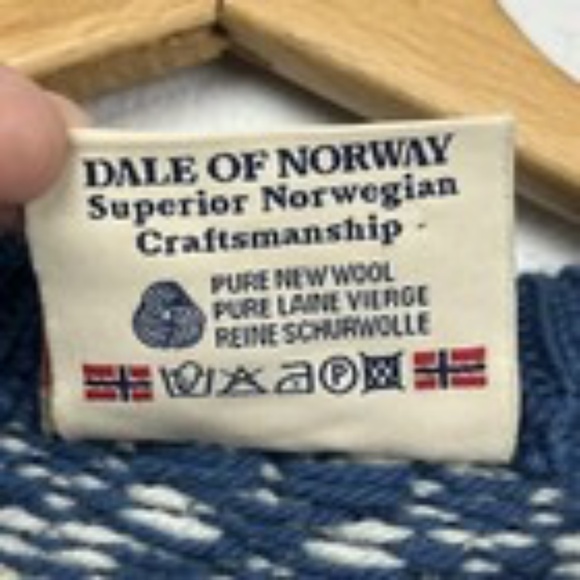 DALE OF NORWAY
Superior Norwegian
Craftsmanship
PURE NEW WOOL
PURE LAINE VIERGE
REINE SCHURWOLLE
P